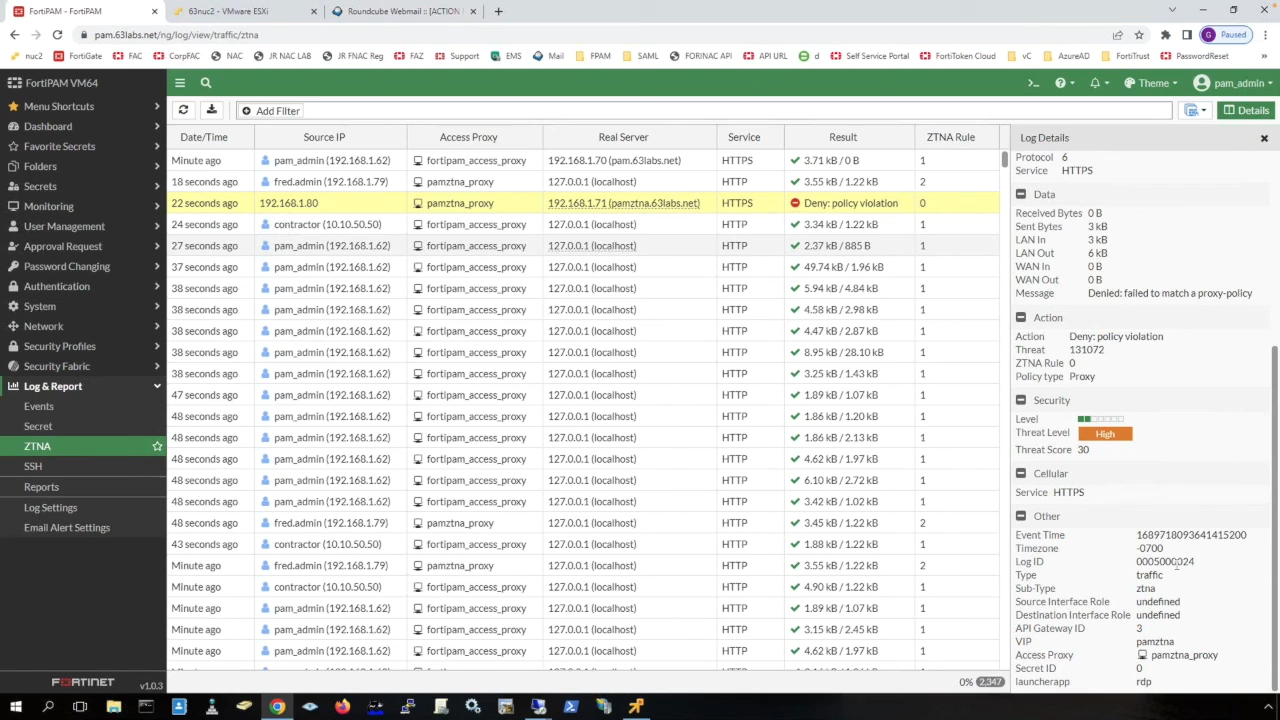 FortiPAM - FortiPAM
63nuc2 - VMware ESXi
Roundcube Webmail :: [ACTION
pam.63labs.net/ng/log/view/traffic/ztna
G Paused
nuc2 FortiGate FAC CorpFAC NAC JR NAC LAB JR FNAC Reg FAZ Support Mail FPAM SAML FORINAC API API URL d Self Service Portal FortiToken Cloud vC AzureAD FortiTrust PasswordReset
FortiPAM VM64
Theme pam_admin
Menu Shortcuts
Dashboard
Favorite Secrets
Folders
Secrets
Monitoring
User Management
Approval Request
Password Changing
Authentication
System
Network
Security Profiles
Security Fabric
Log & Report
Events
Secret
ZTNA
SSH
Reports
Log Settings
Email Alert Settings
FORTINET v1.0.3
Add Filter
Details
Date/Time Source IP Access Proxy Real Server Service Result ZTNA Rule
Minute ago pam_admin (192.168.1.62) fortipam_access_proxy 192.168.1.70 (pam.63labs.net) HTTPS 3.71 kB / 0 B 1
18 seconds ago fred.admin (192.168.1.79) pamztna_proxy 127.0.0.1 (localhost) HTTP 3.55 kB / 1.22 kB 2
22 seconds ago 192.168.1.80 pamztna_proxy 192.168.1.71 (pamztna.63labs.net) HTTPS Deny: policy violation 0
24 seconds ago contractor (10.10.50.50) fortipam_access_proxy 127.0.0.1 (localhost) HTTP 3.34 kB / 1.22 kB 1
27 seconds ago pam_admin (192.168.1.62) fortipam_access_proxy 127.0.0.1 (localhost) HTTP 2.37 kB / 885 B 1
37 seconds ago pam_admin (192.168.1.62) fortipam_access_proxy 127.0.0.1 (localhost) HTTP 49.74 kB / 1.96 kB 1
38 seconds ago pam_admin (192.168.1.62) fortipam_access_proxy 127.0.0.1 (localhost) HTTP 5.94 kB / 4.84 kB 1
38 seconds ago pam_admin (192.168.1.62) fortipam_access_proxy 127.0.0.1 (localhost) HTTP 4.58 kB / 2.98 kB 1
38 seconds ago pam_admin (192.168.1.62) fortipam_access_proxy 127.0.0.1 (localhost) HTTP 4.47 kB / 2.87 kB 1
38 seconds ago pam_admin (192.168.1.62) fortipam_access_proxy 127.0.0.1 (localhost) HTTP 8.95 kB / 28.10 kB 1
38 seconds ago pam_admin (192.168.1.62) fortipam_access_proxy 127.0.0.1 (localhost) HTTP 3.25 kB / 1.43 kB 1
47 seconds ago pam_admin (192.168.1.62) fortipam_access_proxy 127.0.0.1 (localhost) HTTP 1.89 kB / 1.07 kB 1
48 seconds ago pam_admin (192.168.1.62) fortipam_access_proxy 127.0.0.1 (localhost) HTTP 1.86 kB / 1.20 kB 1
48 seconds ago pam_admin (192.168.1.62) fortipam_access_proxy 127.0.0.1 (localhost) HTTP 1.86 kB / 2.13 kB 1
48 seconds ago pam_admin (192.168.1.62) fortipam_access_proxy 127.0.0.1 (localhost) HTTP 4.62 kB / 1.97 kB 1
48 seconds ago pam_admin (192.168.1.62) fortipam_access_proxy 127.0.0.1 (localhost) HTTP 6.10 kB / 2.72 kB 1
48 seconds ago pam_admin (192.168.1.62) fortipam_access_proxy 127.0.0.1 (localhost) HTTP 3.42 kB / 1.02 kB 1
48 seconds ago fred.admin (192.168.1.79) pamztna_proxy 127.0.0.1 (localhost) HTTP 3.45 kB / 1.22 kB 2
43 seconds ago contractor (10.10.50.50) fortipam_access_proxy 127.0.0.1 (localhost) HTTP 1.88 kB / 1.22 kB 1
Minute ago fred.admin (192.168.1.79) pamztna_proxy 127.0.0.1 (localhost) HTTP 3.55 kB / 1.22 kB 2
Minute ago contractor (10.10.50.50) fortipam_access_proxy 127.0.0.1 (localhost) HTTP 4.90 kB / 1.22 kB 1
Minute ago pam_admin (192.168.1.62) fortipam_access_proxy 127.0.0.1 (localhost) HTTP 1.89 kB / 1.07 kB 1
Minute ago pam_admin (192.168.1.62) fortipam_access_proxy 127.0.0.1 (localhost) HTTP 3.15 kB / 2.45 kB 1
Minute ago pam_admin (192.168.1.62) fortipam_access_proxy 127.0.0.1 (localhost) HTTP 4.62 kB / 1.97 kB 1
0% 2,347
Log Details
Protocol 6
Service HTTPS
Data
Received Bytes 0 B
Sent Bytes 3 kB
LAN In 3 kB
LAN Out 6 kB
WAN In 0 B
WAN Out 0 B
Message Denied: failed to match a proxy-policy
Action
Action Deny: policy violation
Threat 131072
ZTNA Rule 0
Policy type Proxy
Security
Level
Threat Level High
Threat Score 30
Cellular
Service HTTPS
Other
Event Time 1689718093641415200
Timezone -0700
Log ID 0005000024
Type traffic
Sub-Type ztna
Source Interface Role undefined
Destination Interface Role undefined
API Gateway ID 3
VIP pamztna
Access Proxy pamztna_proxy
Secret ID 0
launcherapp rdp